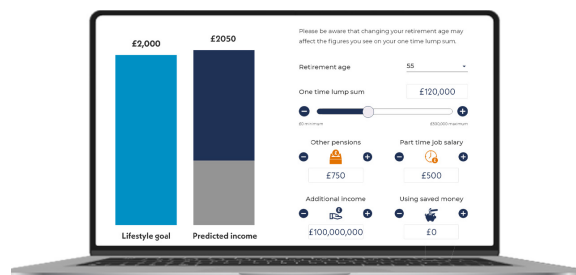 £2,000
£2050
Lifestyle goal
Predicted income
Please be aware that changing your retirement age may
affect the figures you see on your one time lump sum.
Retirement age
55
One time lump sum
£120,000
£0 minimum
Other pensions
£750
Part time job salary
£500
Additional Income
£100,000,000
Using saved money
£0